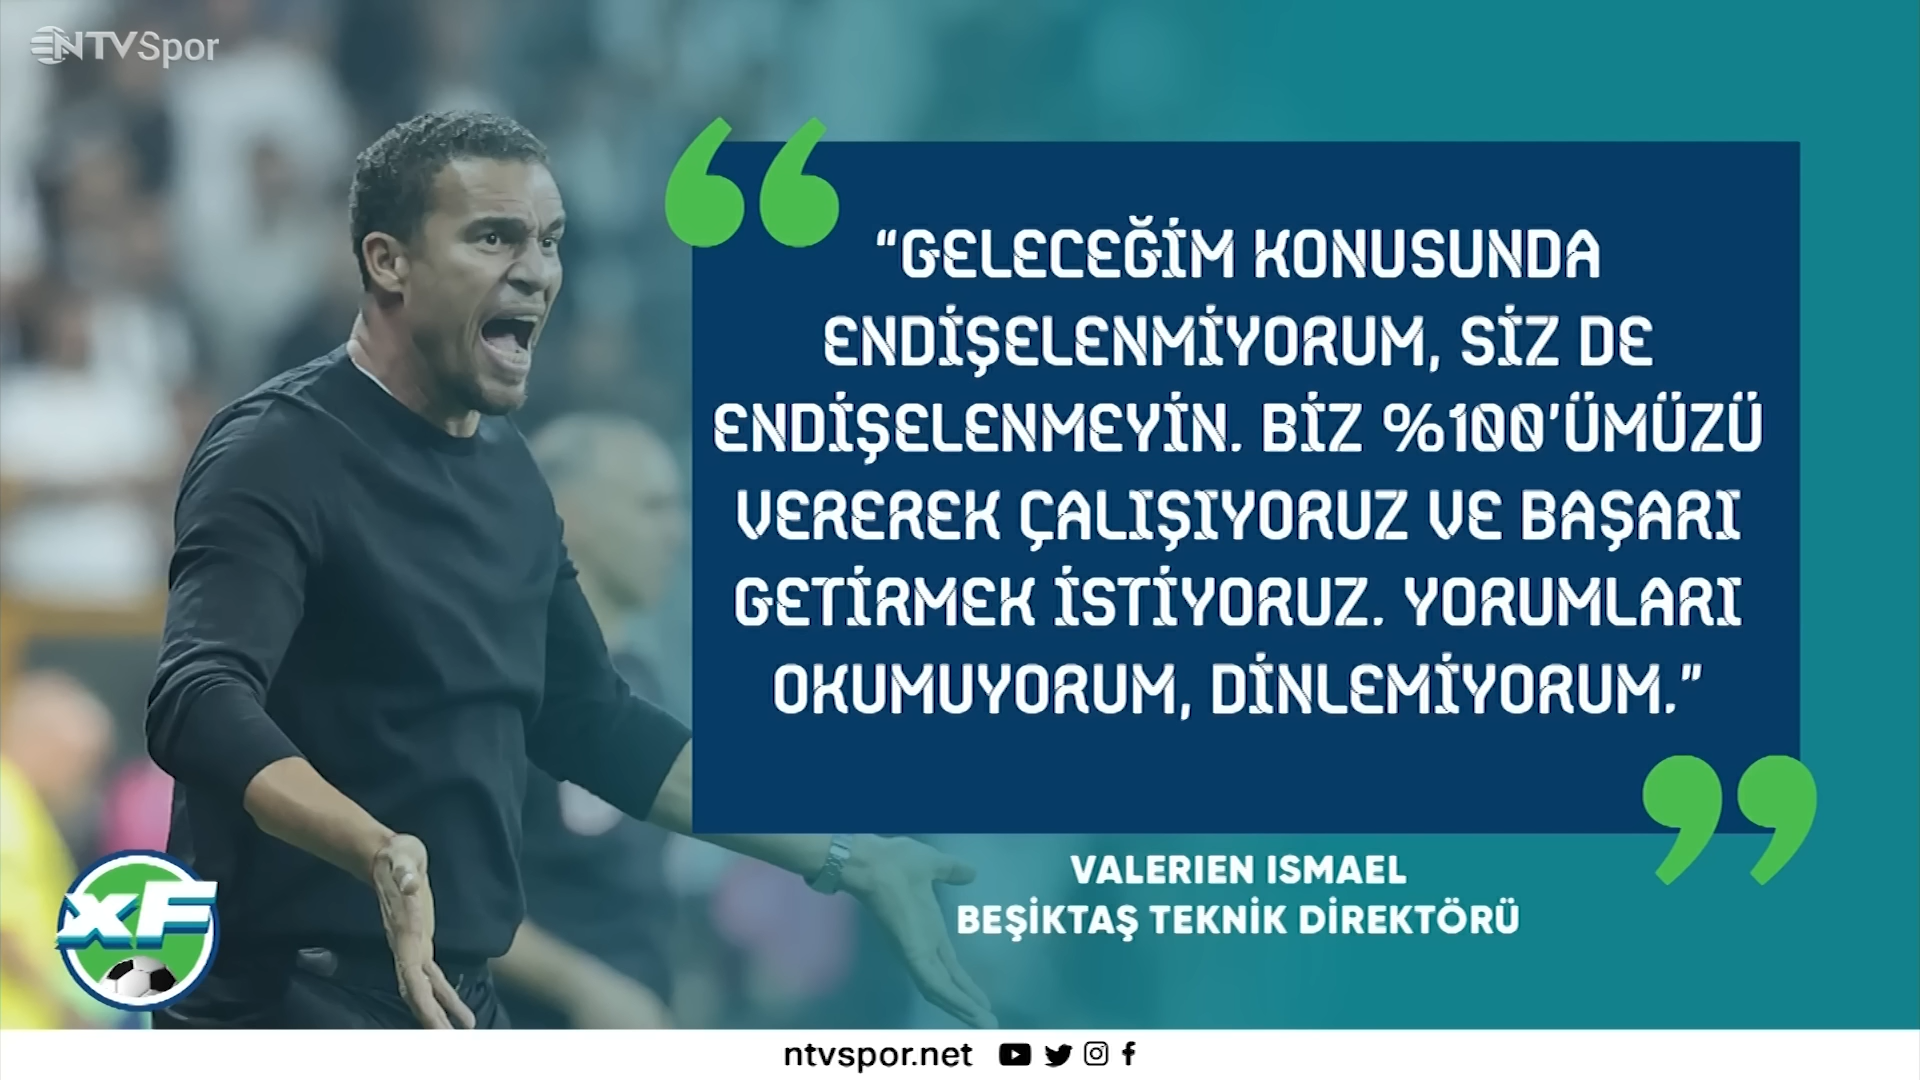 NTVSpor
“GELECEĞİM KONUSUNDA
ENDİŞELENMİYORUM, SİZ DE
ENDİŞELENMEYİN. BİZ %100’ÜMÜZÜ
VEREREK ÇALIŞIYORUZ VE BAŞARI
GETİRMEK İSTİYORUZ. YORUMLARI
OKUMUYORUM, DİNLEMİYORUM.”
VALERIEN ISMAEL
BEŞİKTAŞ TEKNİK DİREKTÖRÜ
xF
ntvspor.net